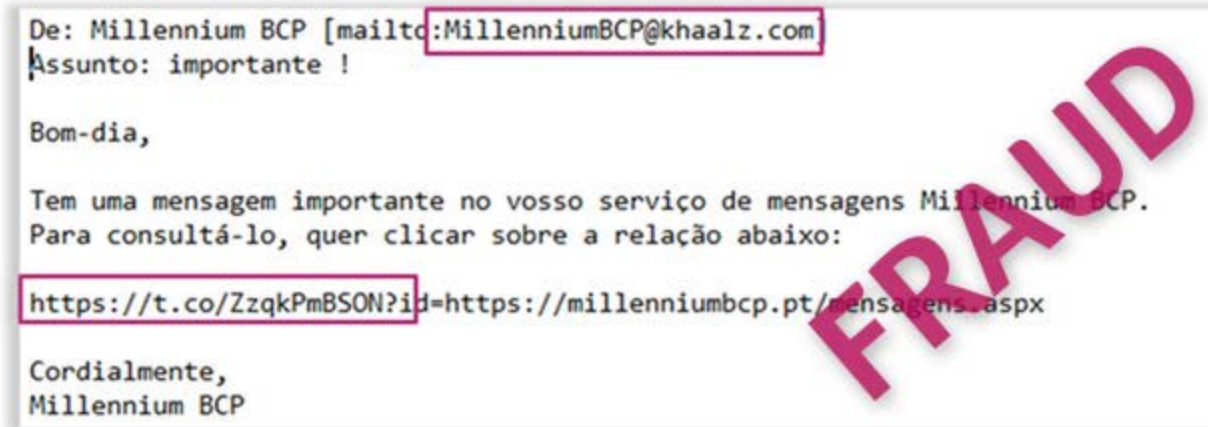 De: Millennium BCP [mailto:MillenniumBCP@khaalz.com]
Assunto: importante !
Bom-dia,
Tem uma mensagem importante no vosso serviço de mensagens Millennium BCP.
Para consultá-lo, quer clicar sobre a relação abaixo:
https://t.co/ZzqkPmBSON?id=https://millenniumbcp.pt/mensagens.aspx
Cordialmente,
Millennium BCP
FRAUD